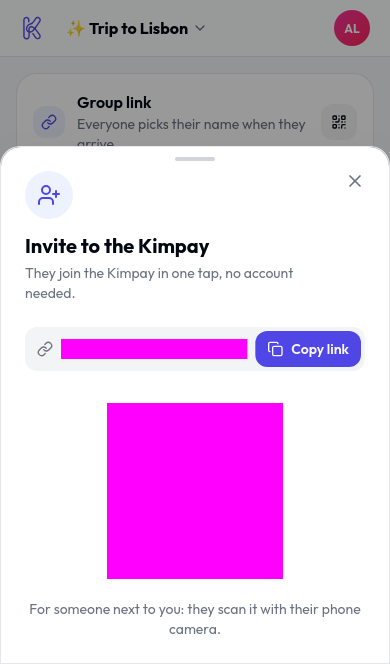 ✨ Trip to Lisbon
AL
Group link
Everyone picks their name when they
arrive.
Invite to the Kimpay
They join the Kimpay in one tap, no account
needed.
Copy link
For someone next to you: they scan it with their phone
camera.